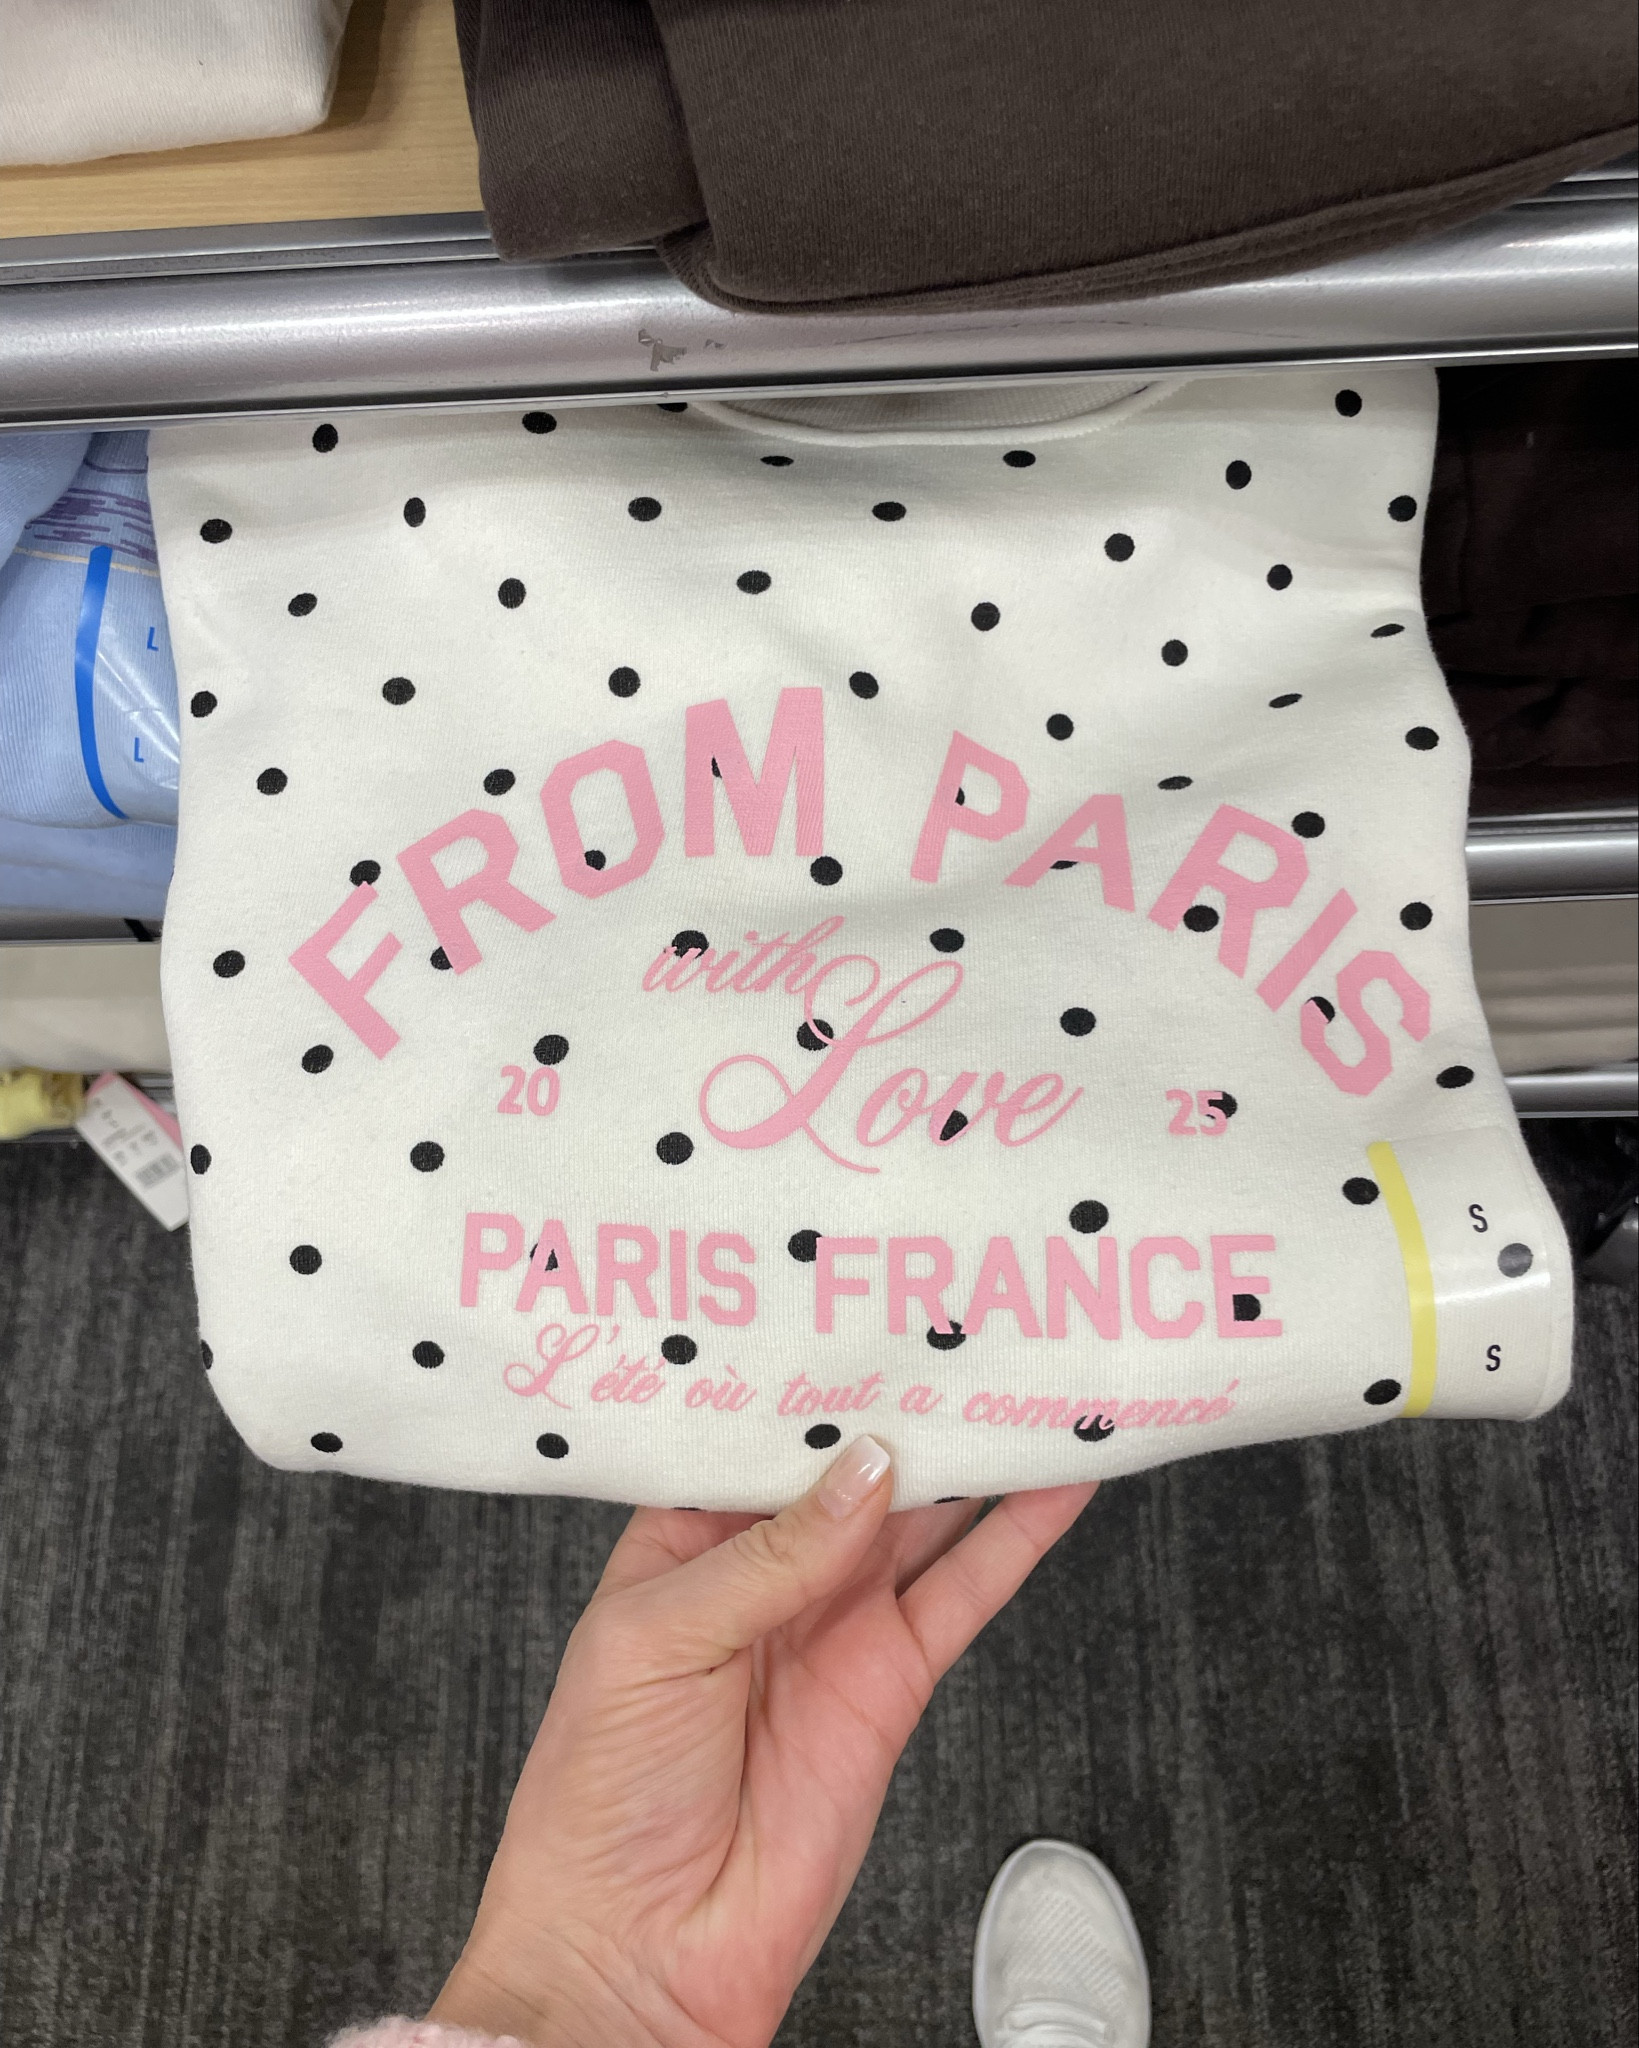 FROM PARIS
with
Love
20 25
PARIS FRANCE
L'été où tout a commencé
S
S
L
L